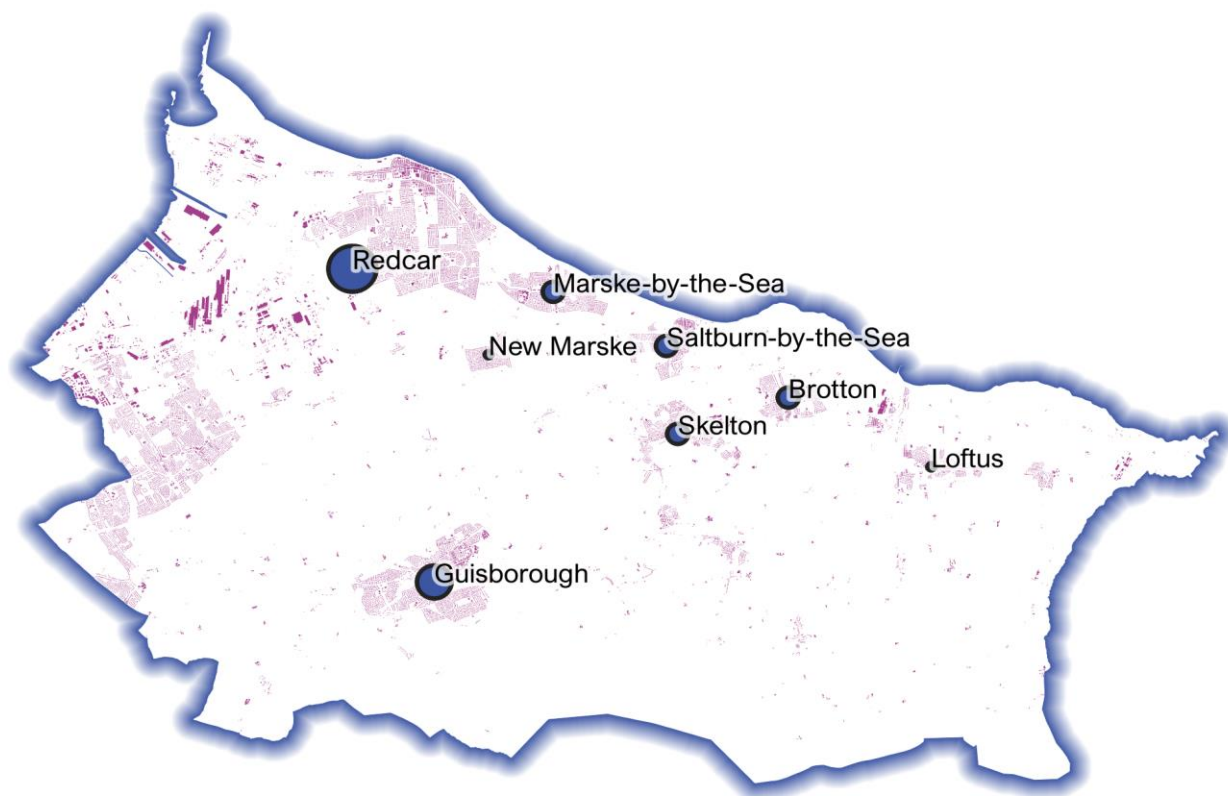 Redcar
Marske-by-the-Sea
New Marske
Saltburn-by-the-Sea
Brotton
Skelton
Loftus
Guisborough